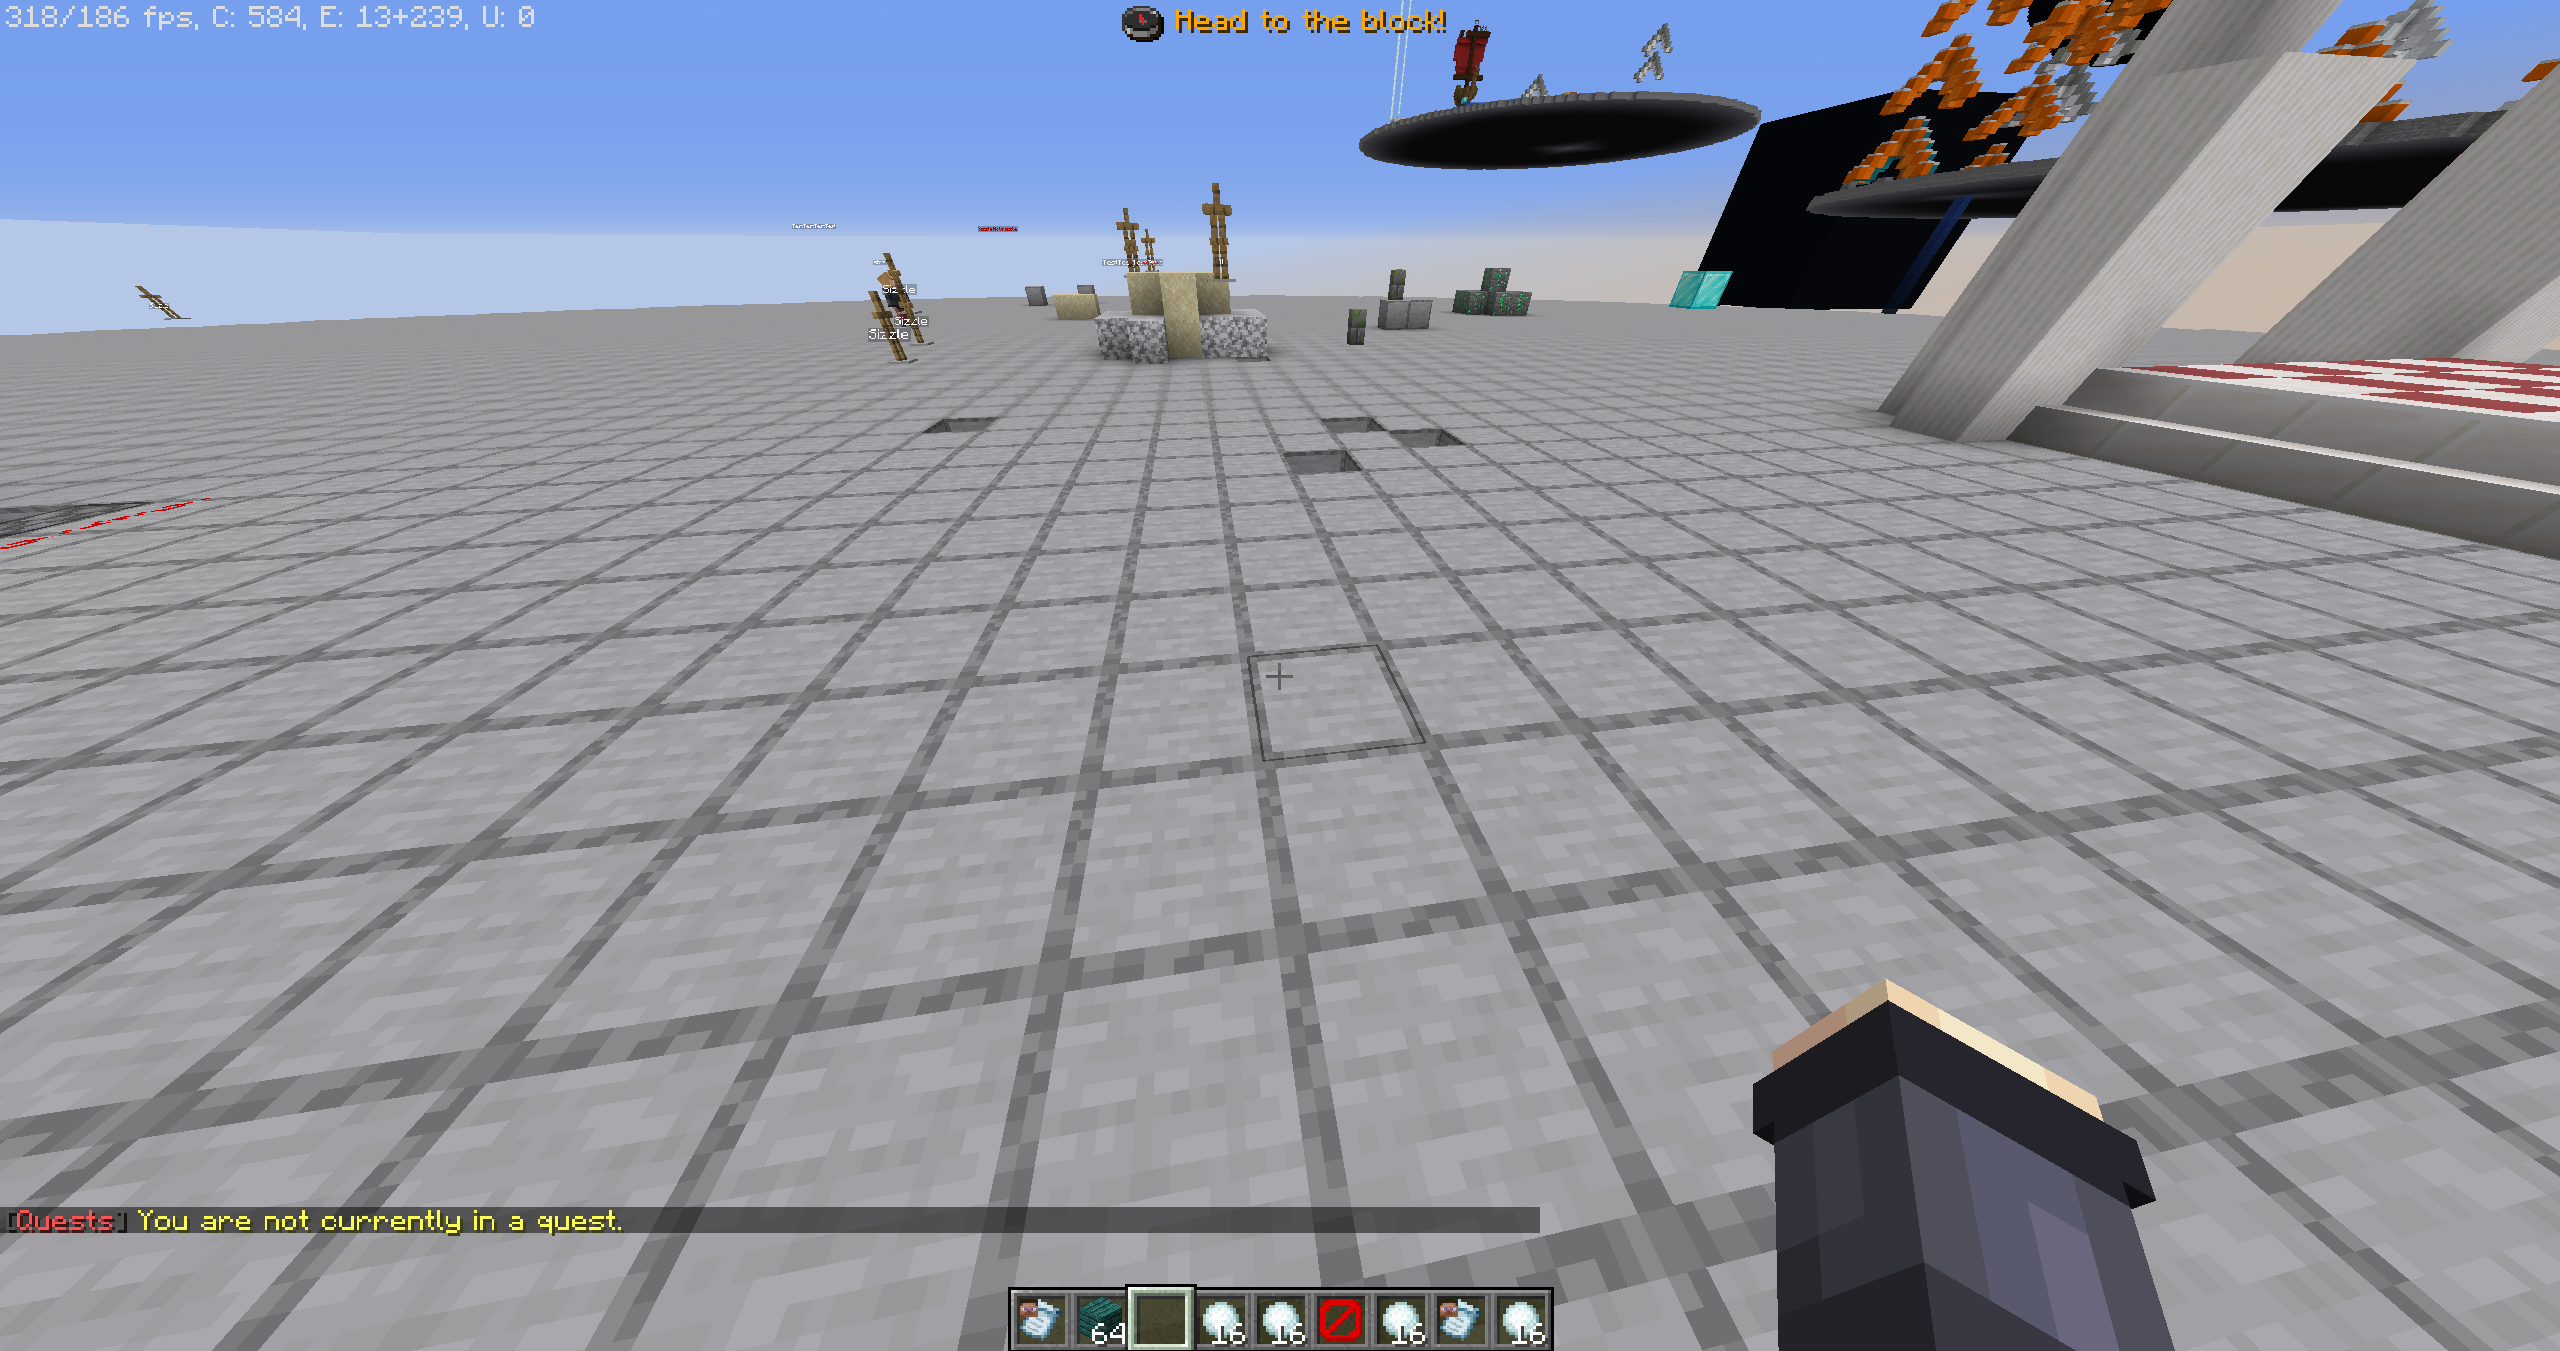 318/186 fps, C: 584, E: 13+239, U: 0
Head to the block!
Sizzle
Sizzle
Sizzle
[Quests] You are not currently in a quest.
64
16
16
16
16